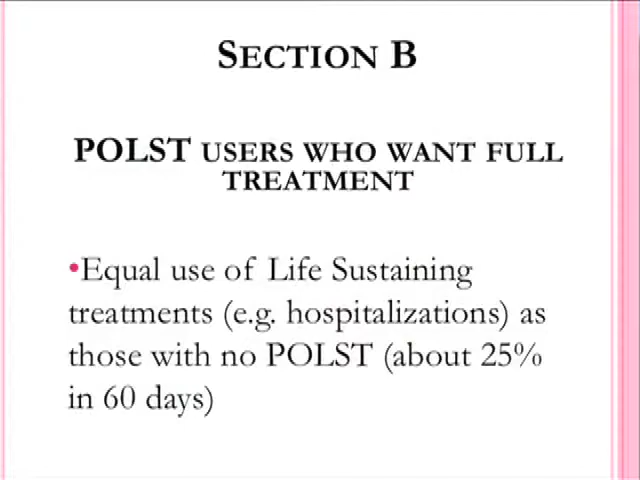 SECTION B
POLST USERS WHO WANT FULL
TREATMENT
•Equal use of Life Sustaining
treatments (e.g. hospitalizations) as
those with no POLST (about 25%
in 60 days)